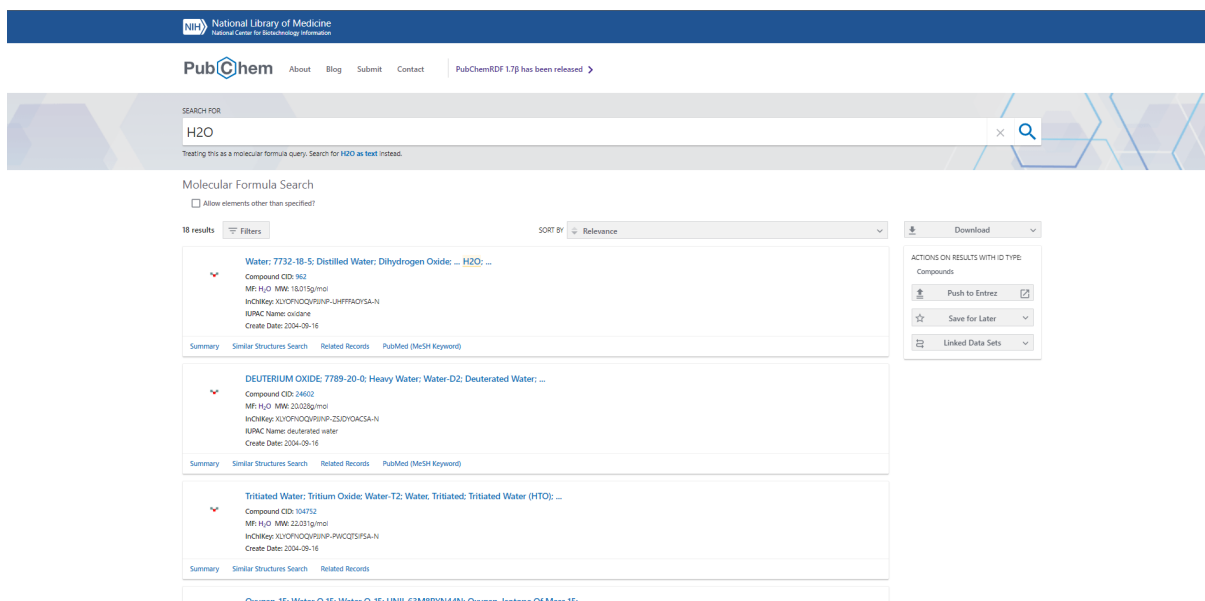 NIH National Library of Medicine
National Center for Biotechnology Information
PubChem About Blog Submit Contact PubChemRDF 1.7β has been released
SEARCH FOR
H2O
Treating this as a molecular formula query. Search for H2O as text instead.
Molecular Formula Search
Allow elements other than specified?
18 results Filters SORT BY Relevance Download
Water; 7732-18-5; Distilled Water; Dihydrogen Oxide; ... H2O; ...
Compound CID: 962
MF: H₂O MW: 18.015g/mol
InChIKey: XLYOFNOQVPJJNP-UHFFFAOYSA-N
IUPAC Name: oxidane
Create Date: 2004-09-16
Summary Similar Structures Search Related Records PubMed (MeSH Keyword)
ACTIONS ON RESULTS WITH ID TYPE:
Compounds
Push to Entrez
Save for Later
Linked Data Sets
DEUTERIUM OXIDE; 7789-20-0; Heavy Water; Water-D2; Deuterated Water; ...
Compound CID: 24602
MF: H₂O MW: 20.028g/mol
InChIKey: XLYOFNOQVPJJNP-ZSJDYOACSA-N
IUPAC Name: deuterated water
Create Date: 2004-09-16
Summary Similar Structures Search Related Records PubMed (MeSH Keyword)
Tritiated Water; Tritium Oxide; Water-T2; Water, Tritiated; Tritiated Water (HTO); ...
Compound CID: 104752
MF: H₂O MW: 22.031g/mol
InChIKey: XLYOFNOQVPJJNP-PWCQTSIFSA-N
Create Date: 2004-09-16
Summary Similar Structures Search Related Records